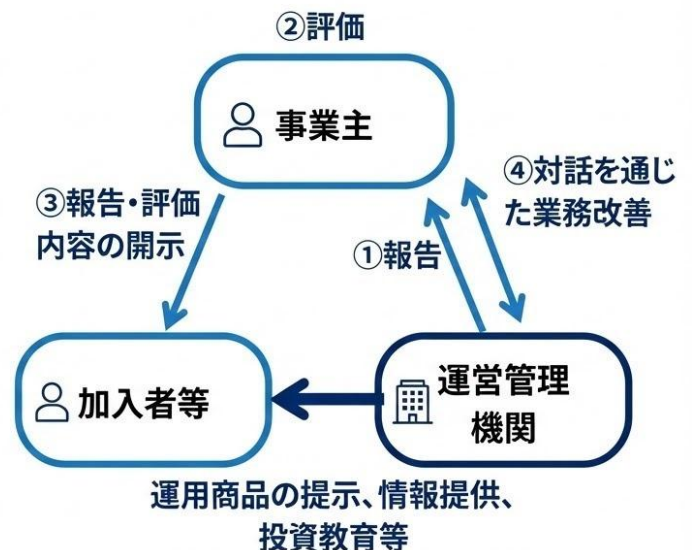 ②評価
事業主
③報告・評価
内容の開示
④対話を通じ
た業務改善
①報告
加入者等
運営管理
機関
運用商品の提示、情報提供、
投資教育等